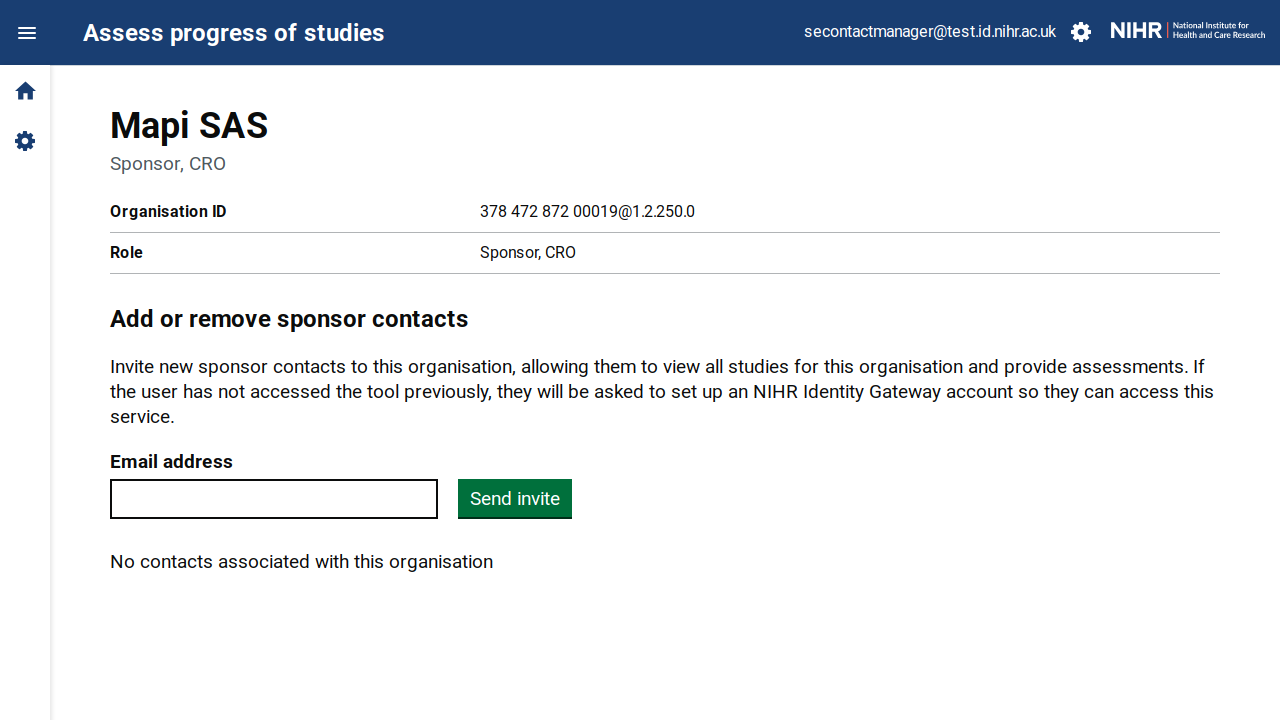 Assess progress of studies
secontactmanager@test.id.nihr.ac.uk
NIHR
National Institute for
Health and Care Research
Mapi SAS
Sponsor, CRO
Organisation ID 378 472 872 00019@1.2.250.0
Role Sponsor, CRO
Add or remove sponsor contacts
Invite new sponsor contacts to this organisation, allowing them to view all studies for this organisation and provide assessments. If
the user has not accessed the tool previously, they will be asked to set up an NIHR Identity Gateway account so they can access this
service.
Email address
Send invite
No contacts associated with this organisation